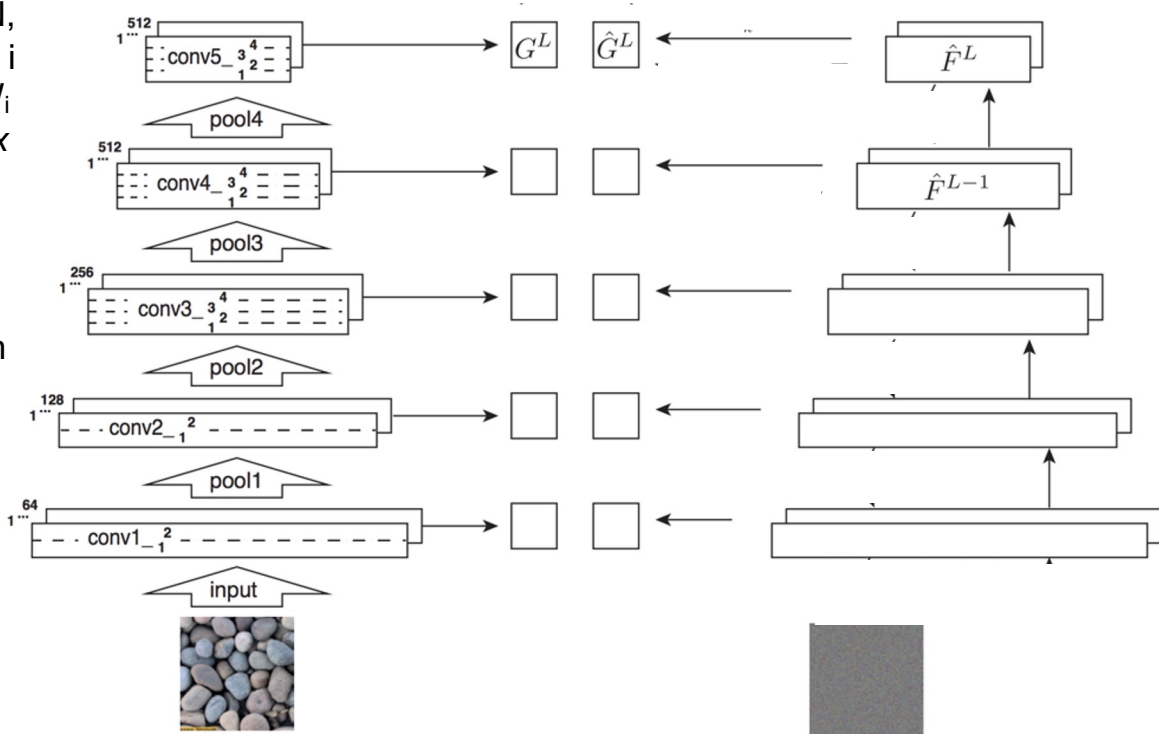 512
1... conv5_ 1 2 3 4
G^L Ĝ^L
F̂^L
pool4
512
1... conv4_ 1 2 3 4
F̂^{L-1}
pool3
256
1... conv3_ 1 2 3 4
pool2
128
1... conv2_ 1 2
pool1
64
1... conv1_ 1 2
input
i
x